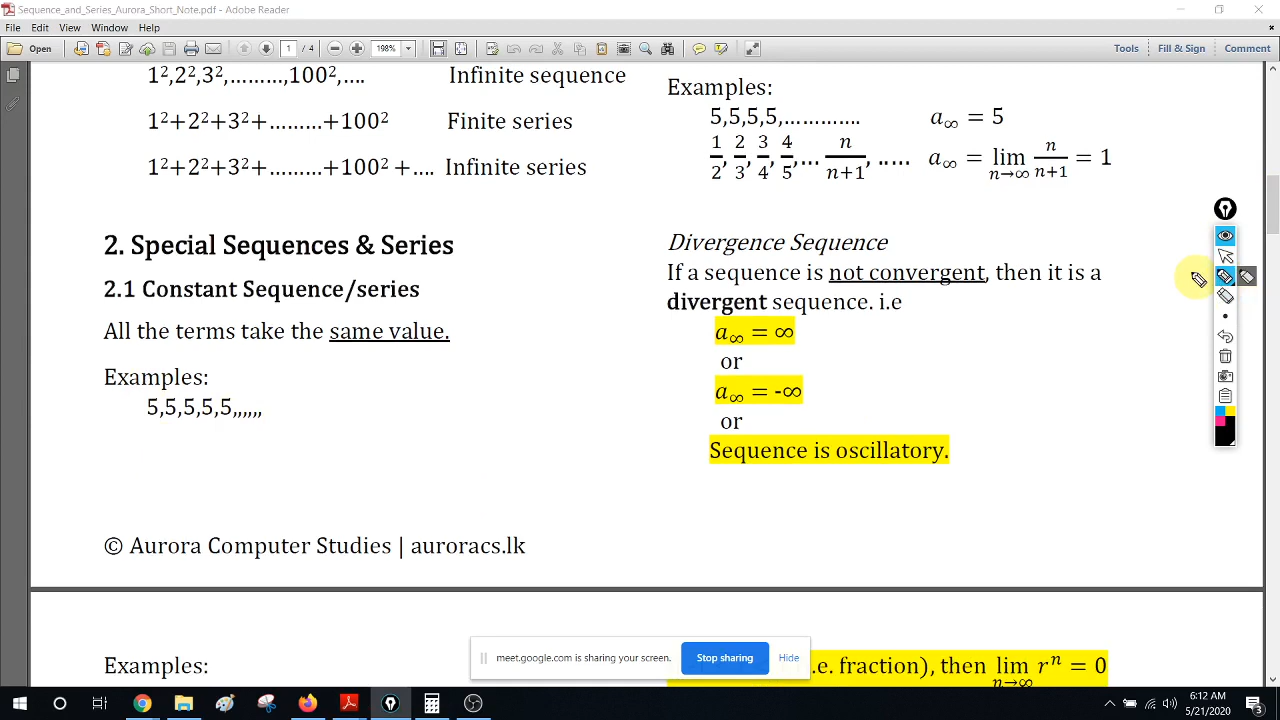 Sequence_and_Series_Aurora_Short_Note.pdf - Adobe Reader
File Edit View Window Help
Open 1 / 4 198% Tools Fill & Sign Comment
1²,2²,3²,.........,100²,.... Infinite sequence
1²+2²+3²+.........+100² Finite series
1²+2²+3²+.........+100² +.... Infinite series
2. Special Sequences & Series
2.1 Constant Sequence/series
All the terms take the same value.
Examples:
5,5,5,5,5,,,,,,
© Aurora Computer Studies | auroracs.lk
Examples:
5,5,5,5,............. a∞ = 5
1/2, 2/3, 3/4, 4/5,... n/n+1, ..... a∞ = lim n→∞ n/n+1 = 1
Divergence Sequence
If a sequence is not convergent, then it is a
divergent sequence. i.e
a∞ = ∞
or
a∞ = -∞
or
Sequence is oscillatory.
Examples:
.e. fraction), then lim n→∞ rⁿ = 0
meet.google.com is sharing your screen. Stop sharing Hide
6:12 AM
5/21/2020
3